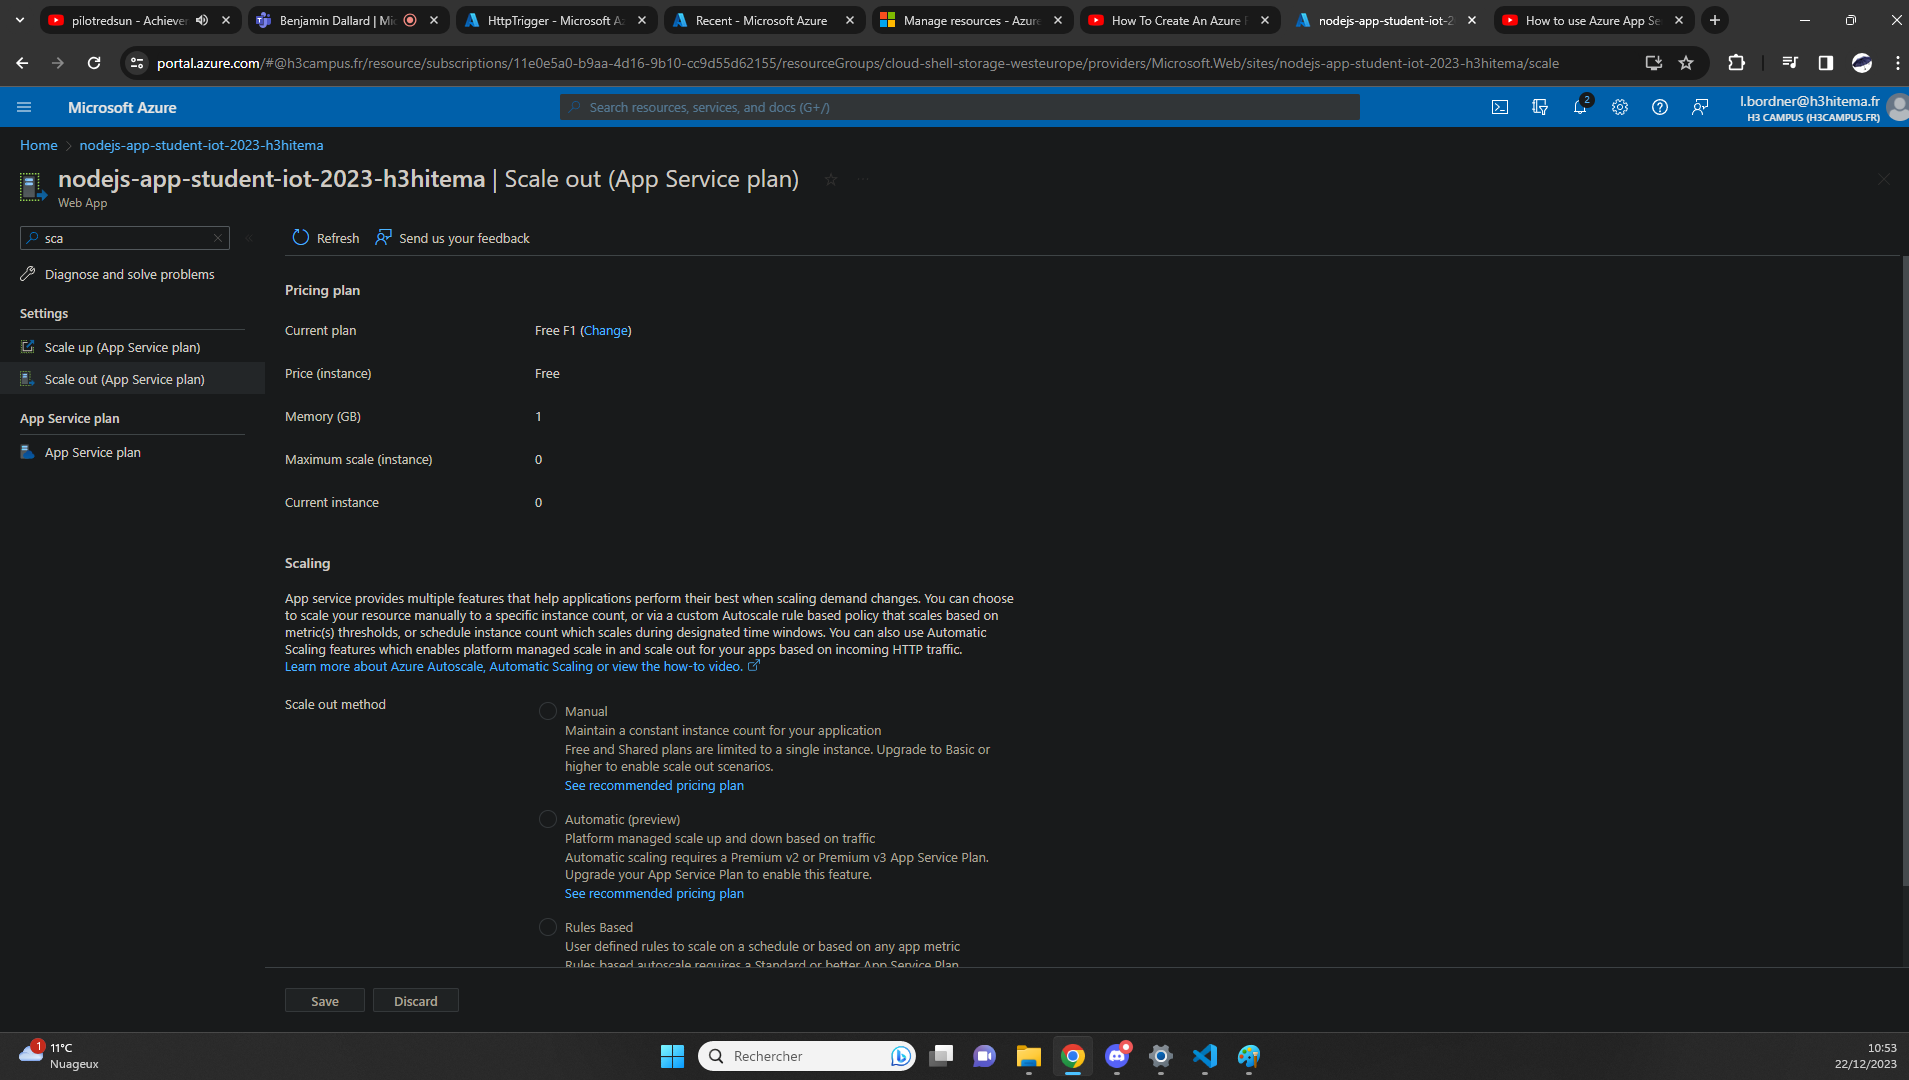 pilotredsun - Achiever
Benjamin Dallard | Mic
HttpTrigger - Microsoft Az
Recent - Microsoft Azure
Manage resources - Azure
How To Create An Azure F
nodejs-app-student-iot-2
How to use Azure App Se
portal.azure.com/#@h3campus.fr/resource/subscriptions/11e0e5a0-b9aa-4d16-9b10-cc9d55d62155/resourceGroups/cloud-shell-storage-westeurope/providers/Microsoft.Web/sites/nodejs-app-student-iot-2023-h3hitema/scale
Microsoft Azure
Search resources, services, and docs (G+/)
2
l.bordner@h3hitema.fr
H3 CAMPUS (H3CAMPUS.FR)
Home > nodejs-app-student-iot-2023-h3hitema
nodejs-app-student-iot-2023-h3hitema | Scale out (App Service plan)
Web App
sca
Refresh
Send us your feedback
Diagnose and solve problems
Settings
Scale up (App Service plan)
Scale out (App Service plan)
App Service plan
App Service plan
Pricing plan
Current plan Free F1 (Change)
Price (instance) Free
Memory (GB) 1
Maximum scale (instance) 0
Current instance 0
Scaling
App service provides multiple features that help applications perform their best when scaling demand changes. You can choose
to scale your resource manually to a specific instance count, or via a custom Autoscale rule based policy that scales based on
metric(s) thresholds, or schedule instance count which scales during designated time windows. You can also use Automatic
Scaling features which enables platform managed scale in and scale out for your apps based on incoming HTTP traffic.
Learn more about Azure Autoscale, Automatic Scaling or view the how-to video.
Scale out method
Manual
Maintain a constant instance count for your application
Free and Shared plans are limited to a single instance. Upgrade to Basic or
higher to enable scale out scenarios.
See recommended pricing plan
Automatic (preview)
Platform managed scale up and down based on traffic
Automatic scaling requires a Premium v2 or Premium v3 App Service Plan.
Upgrade your App Service Plan to enable this feature.
See recommended pricing plan
Rules Based
User defined rules to scale on a schedule or based on any app metric
Rules based autoscale requires a Standard or better App Service Plan.
Save
Discard
1
11°C
Nuageux
Rechercher
10:53
22/12/2023